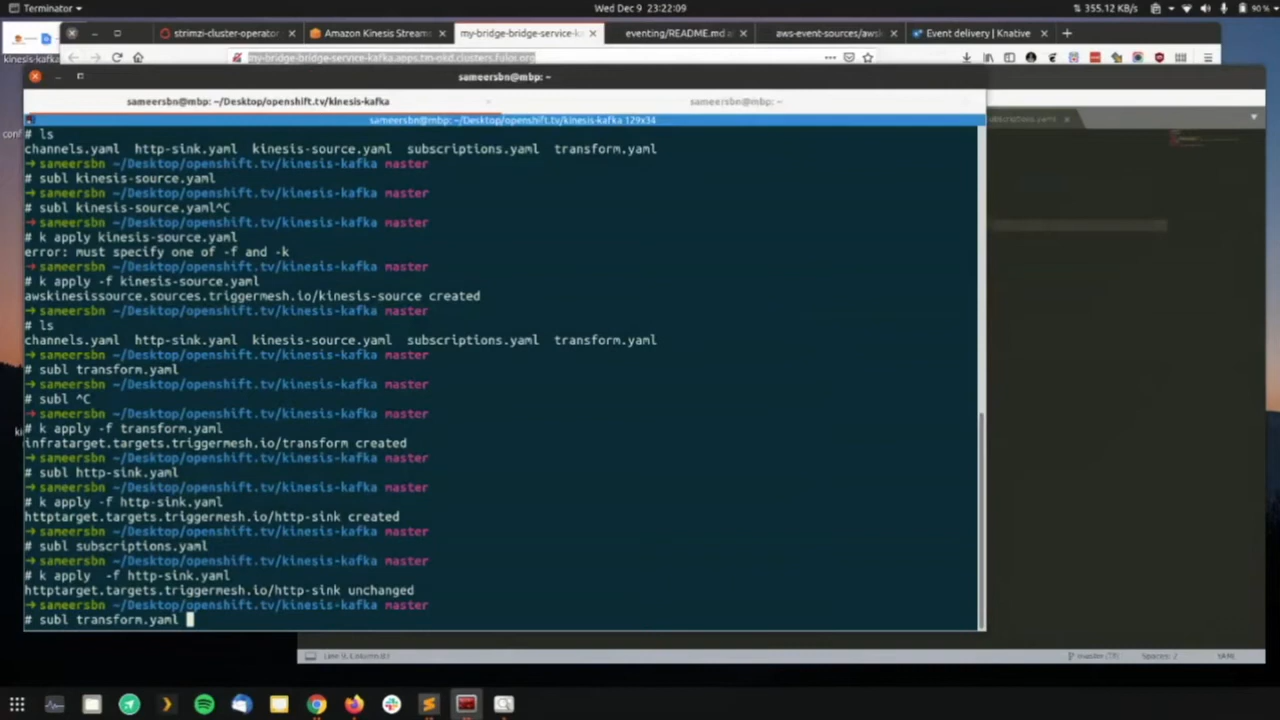 Terminator
Wed Dec 9 23:22:09
355.12 KB/s
90 %
strimzi-cluster-operator
Amazon Kinesis Stream
my-bridge-bridge-service-k
eventing/README.md a
aws-event-sources/aws
Event delivery | Knative
kinesis-kafka
my-bridge-bridge-service-kafka.apps.tm-okd.clusters.fulor.org
sameersbn@mbp: ~
sameersbn@mbp: ~/Desktop/openshift.tv/kinesis-kafka
sameersbn@mbp: ~
sameersbn@mbp: ~/Desktop/openshift.tv/kinesis-kafka 129x34
subscriptions.yaml
conf
# ls
channels.yaml http-sink.yaml kinesis-source.yaml subscriptions.yaml transform.yaml
➜ sameersbn ~/Desktop/openshift.tv/kinesis-kafka master
# subl kinesis-source.yaml
➜ sameersbn ~/Desktop/openshift.tv/kinesis-kafka master
# subl kinesis-source.yaml^C
➜ sameersbn ~/Desktop/openshift.tv/kinesis-kafka master
# k apply kinesis-source.yaml
error: must specify one of -f and -k
➜ sameersbn ~/Desktop/openshift.tv/kinesis-kafka master
# k apply -f kinesis-source.yaml
awskinesissource.sources.triggermesh.io/kinesis-source created
➜ sameersbn ~/Desktop/openshift.tv/kinesis-kafka master
# ls
channels.yaml http-sink.yaml kinesis-source.yaml subscriptions.yaml transform.yaml
➜ sameersbn ~/Desktop/openshift.tv/kinesis-kafka master
# subl transform.yaml
➜ sameersbn ~/Desktop/openshift.tv/kinesis-kafka master
# subl ^C
➜ sameersbn ~/Desktop/openshift.tv/kinesis-kafka master
# k apply -f transform.yaml
infratarget.targets.triggermesh.io/transform created
➜ sameersbn ~/Desktop/openshift.tv/kinesis-kafka master
# subl http-sink.yaml
➜ sameersbn ~/Desktop/openshift.tv/kinesis-kafka master
# k apply -f http-sink.yaml
httptarget.targets.triggermesh.io/http-sink created
➜ sameersbn ~/Desktop/openshift.tv/kinesis-kafka master
# subl subscriptions.yaml
➜ sameersbn ~/Desktop/openshift.tv/kinesis-kafka master
# k apply  -f http-sink.yaml
httptarget.targets.triggermesh.io/http-sink unchanged
➜ sameersbn ~/Desktop/openshift.tv/kinesis-kafka master
# subl transform.yaml
ki
Spaces: 2
YAML